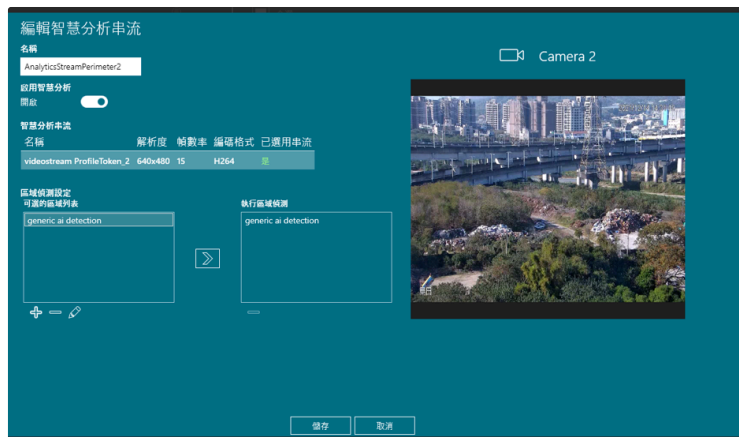 編輯智慧分析串流
名稱
AnalyticsStreamPerimeter2
啟用智慧分析
開啟
智慧分析串流
名稱 解析度 幀數率 編碼格式 已選用串流
videostream ProfileToken_2 640x480 15 H264 是
區域偵測設定
可選的區域列表
generic ai detection
執行區域偵測
generic ai detection
Camera 2
儲存 取消